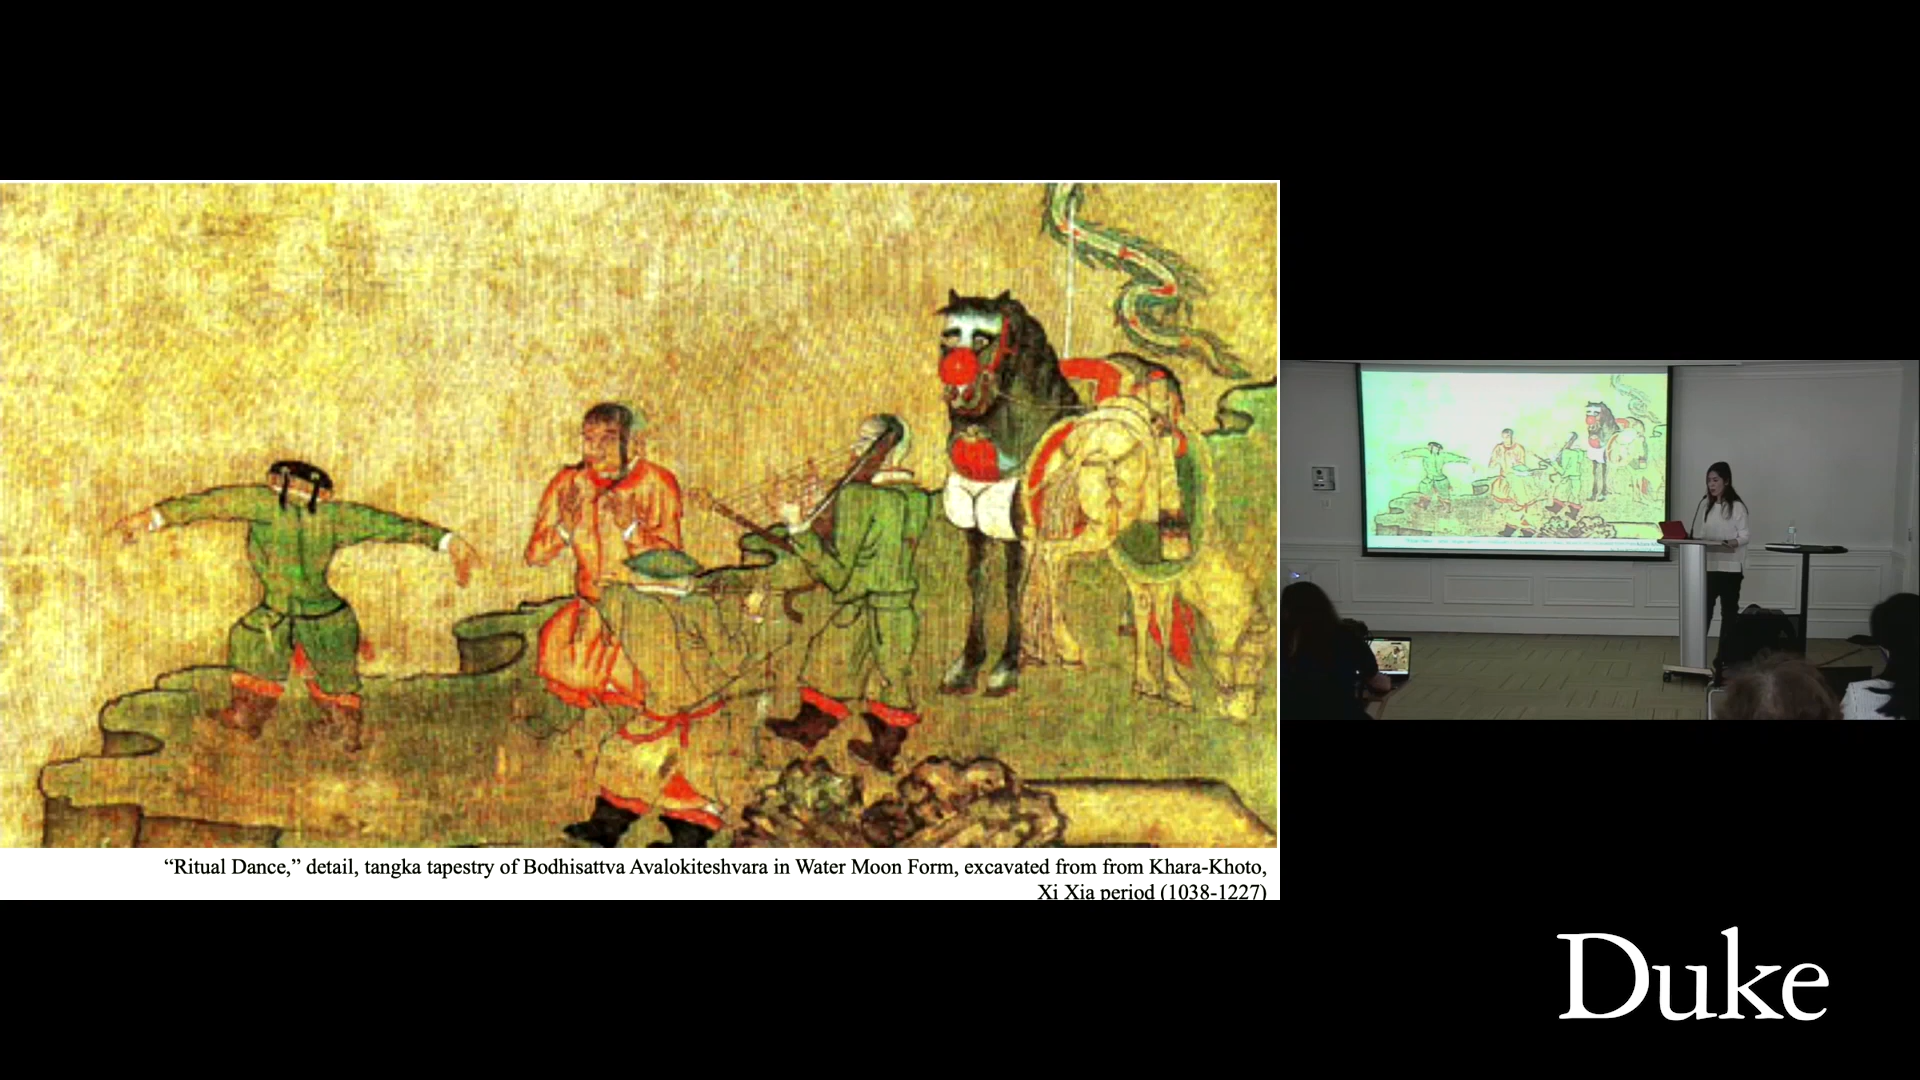 “Ritual Dance,” detail, tangka tapestry of Bodhisattva Avalokiteshvara in Water Moon Form, excavated from from Khara-Khoto,
Xi Xia period (1038-1227)
Duke